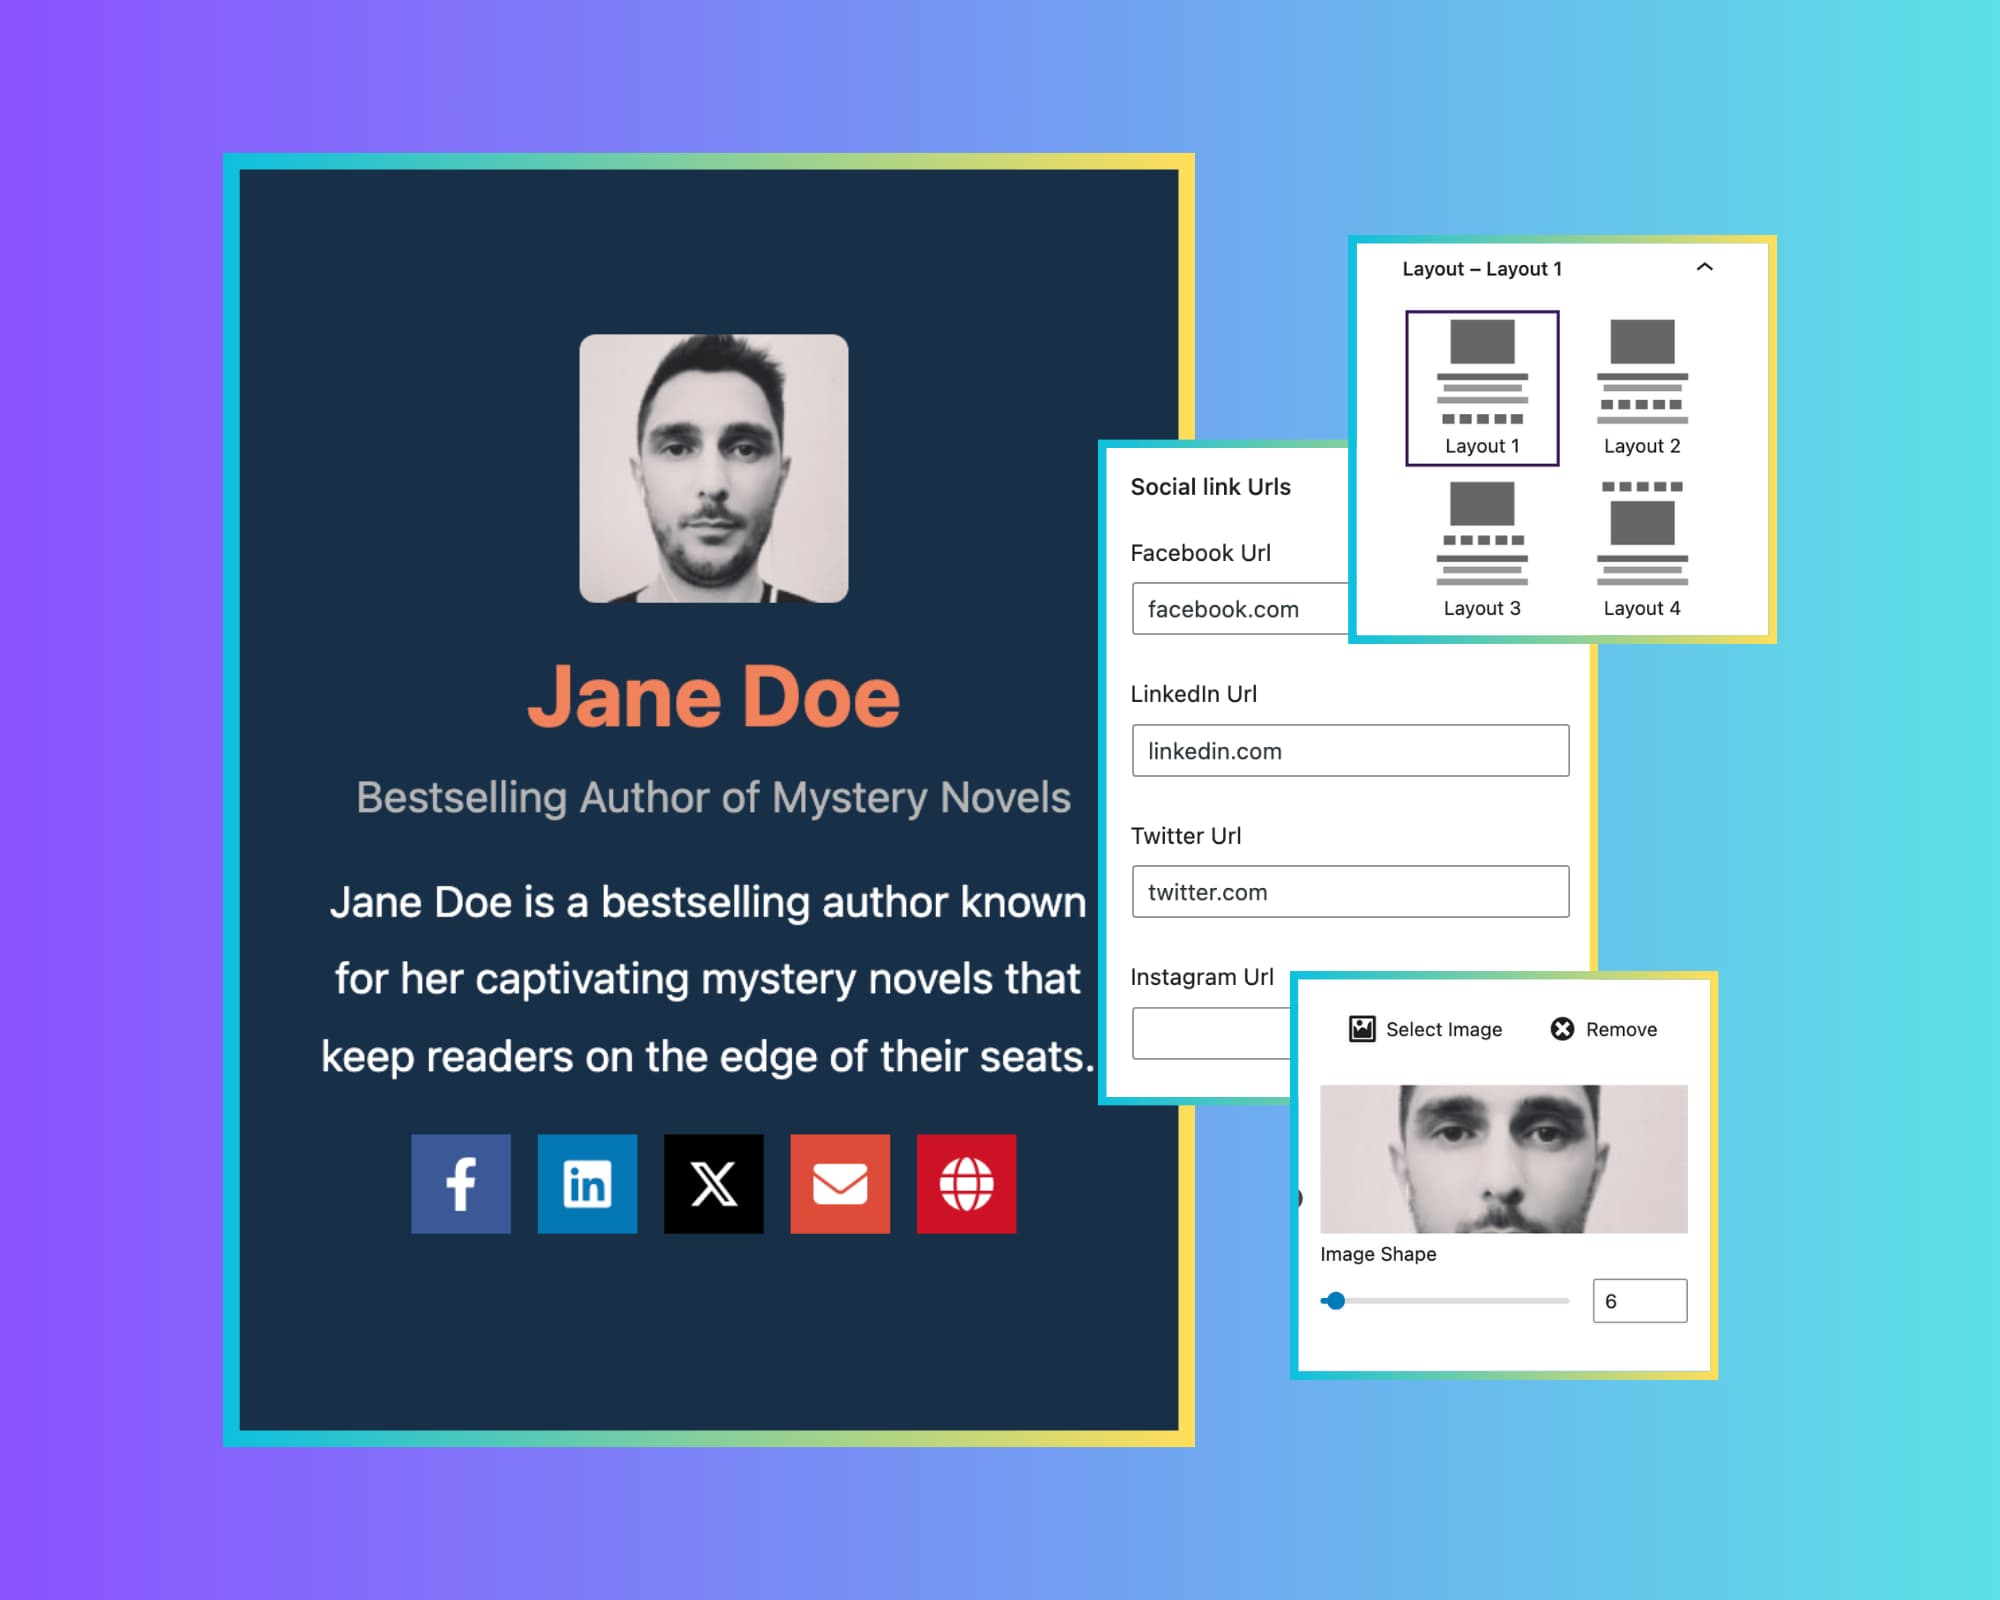 Jane Doe
Bestselling Author of Mystery Novels
Jane Doe is a bestselling author known
for her captivating mystery novels that
keep readers on the edge of their seats.
f
in
X
Social link Urls
Facebook Url
facebook.com
LinkedIn Url
linkedin.com
Twitter Url
twitter.com
Instagram Url
Layout – Layout 1
Layout 1
Layout 2
Layout 3
Layout 4
Select Image
Remove
Image Shape
6